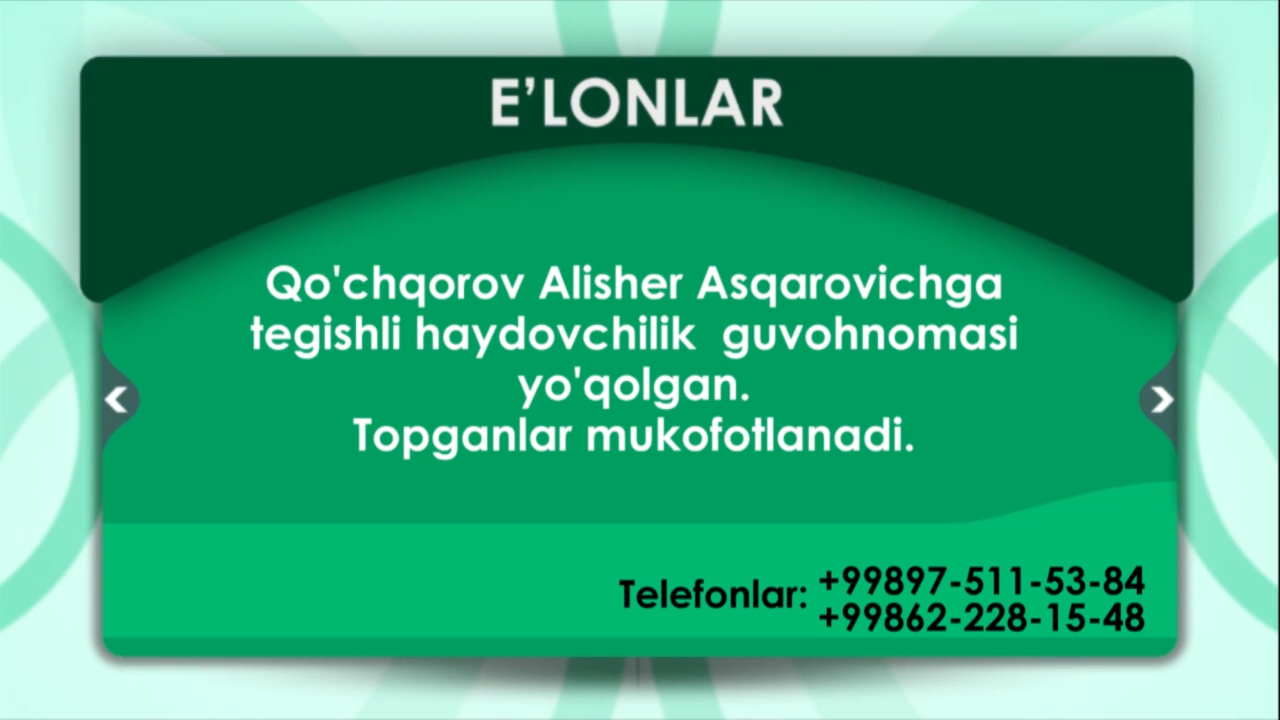 E’LONLAR
Qo'chqorov Alisher Asqarovichga
tegishli haydovchilik guvohnomasi
yo'qolgan.
Topganlar mukofotlanadi.
Telefonlar: +99897-511-53-84
+99862-228-15-48